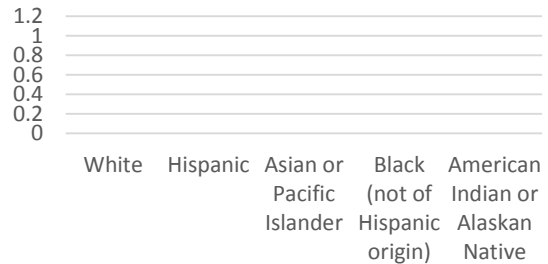 1.2
1
0.8
0.6
0.4
0.2
0
White Hispanic Asian or Black American
Pacific (not of Indian or
Islander Hispanic Alaskan
origin) Native